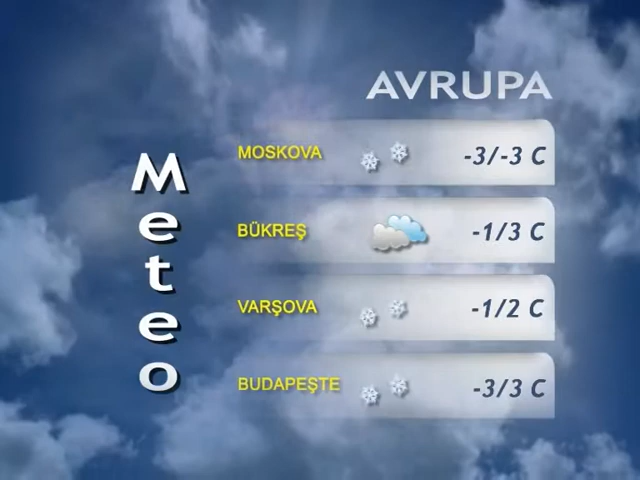 AVRUPA
Meteo
MOSKOVA -3/-3 C
BÜKREŞ -1/3 C
VARŞOVA -1/2 C
BUDAPEŞTE -3/3 C